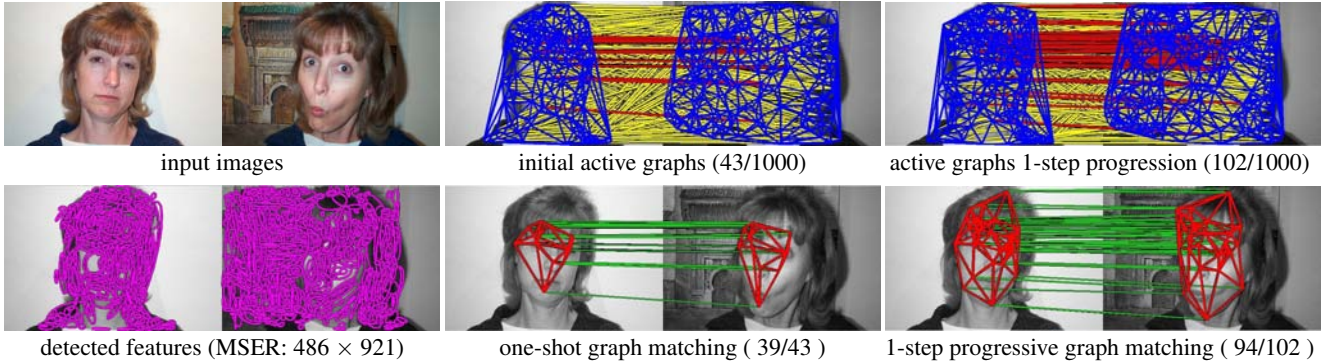 input images
initial active graphs (43/1000)
active graphs 1-step progression (102/1000)
detected features (MSER: 486 × 921)
one-shot graph matching ( 39/43 )
1-step progressive graph matching ( 94/102 )